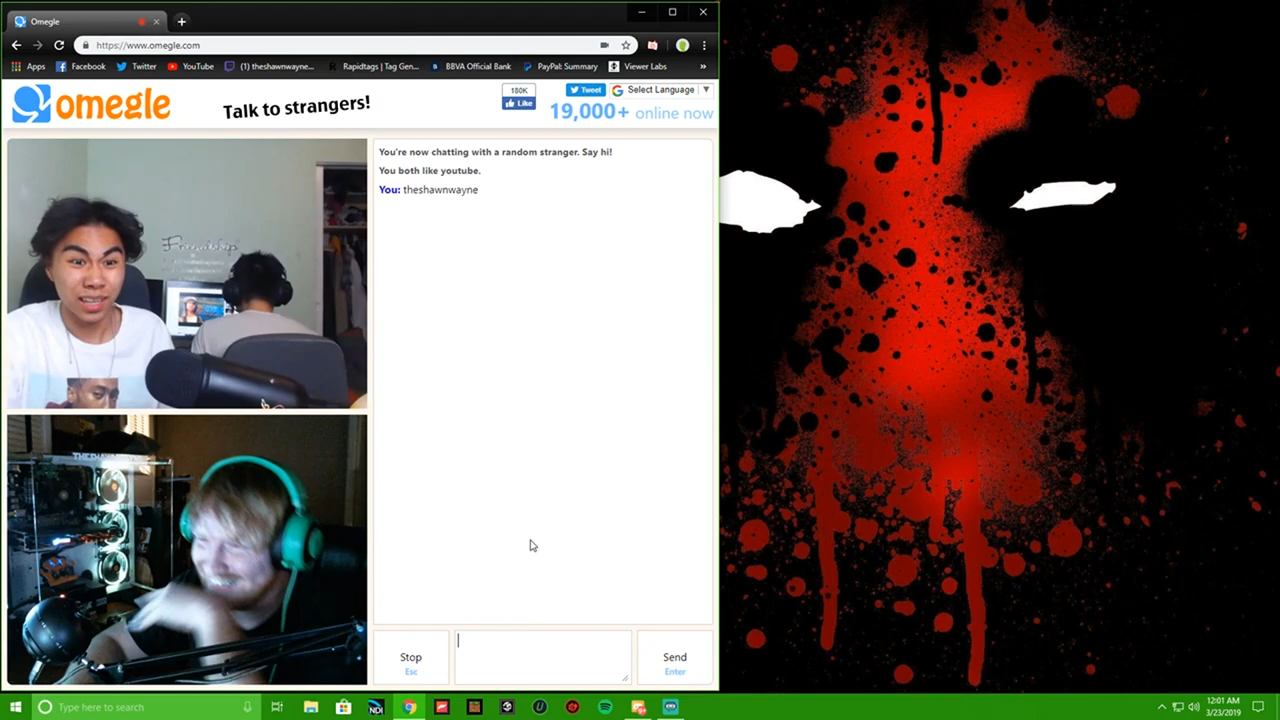 Omegle
https://www.omegle.com
Apps Facebook Twitter YouTube (1) theshawnwayne... Rapidtags | Tag Gen... BBVA Official Bank PayPal: Summary Viewer Labs »
omegle Talk to strangers!
180K
Like
Tweet
Select Language
19,000+ online now
You're now chatting with a random stranger. Say hi!
You both like youtube.
You: theshawnwayne
Friendship
Stop
Esc
Send
Enter
Type here to search
12:01 AM
3/23/2019